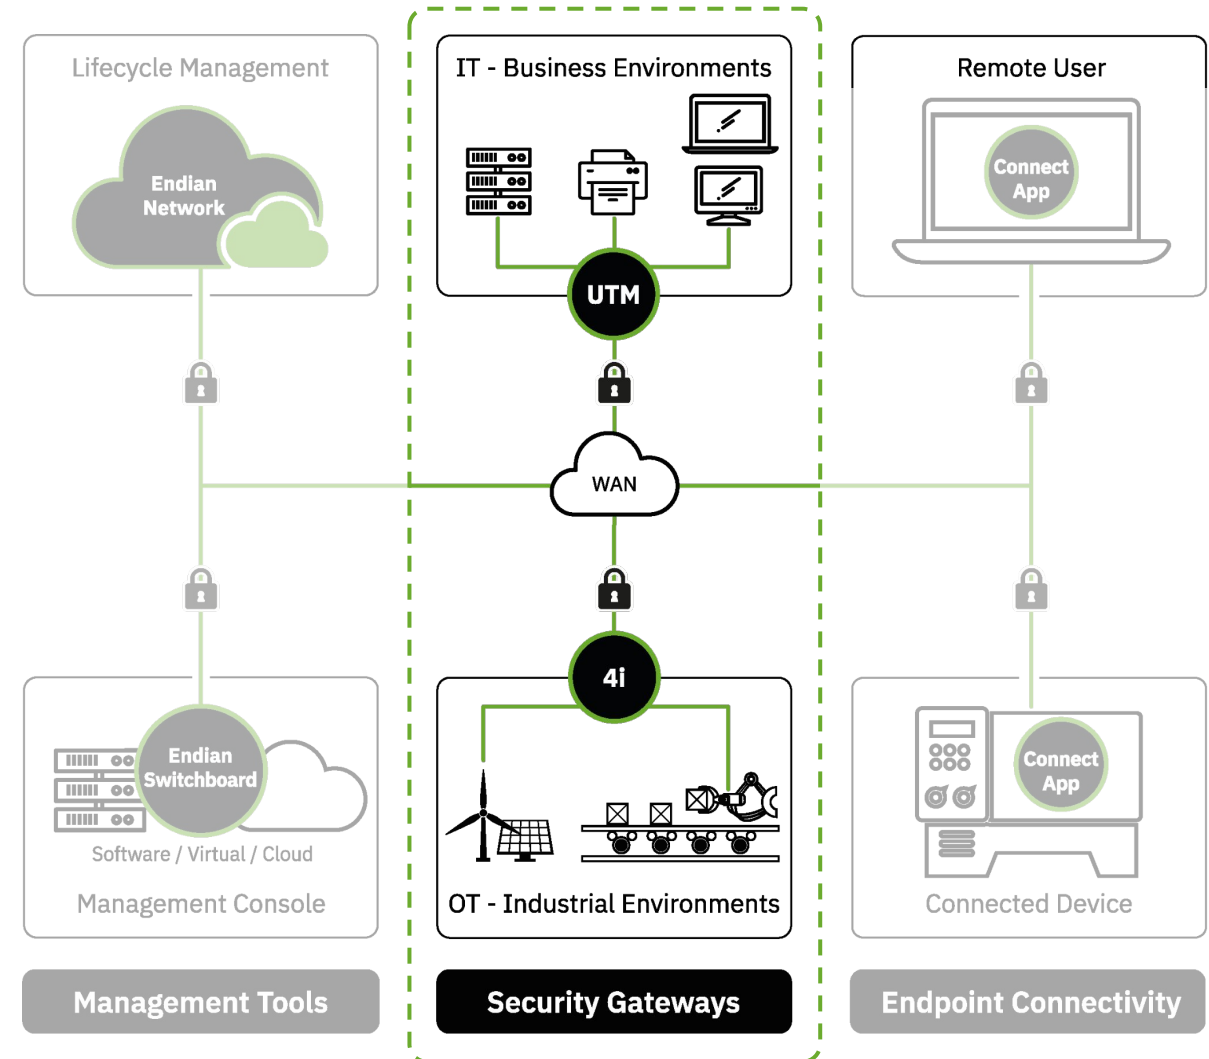 Lifecycle Management
Endian
Network
IT - Business Environments
UTM
Remote User
Connect
App
WAN
Endian
Switchboard
Software / Virtual / Cloud
Management Console
4i
OT - Industrial Environments
Connect
App
Connected Device
Management Tools
Security Gateways
Endpoint Connectivity